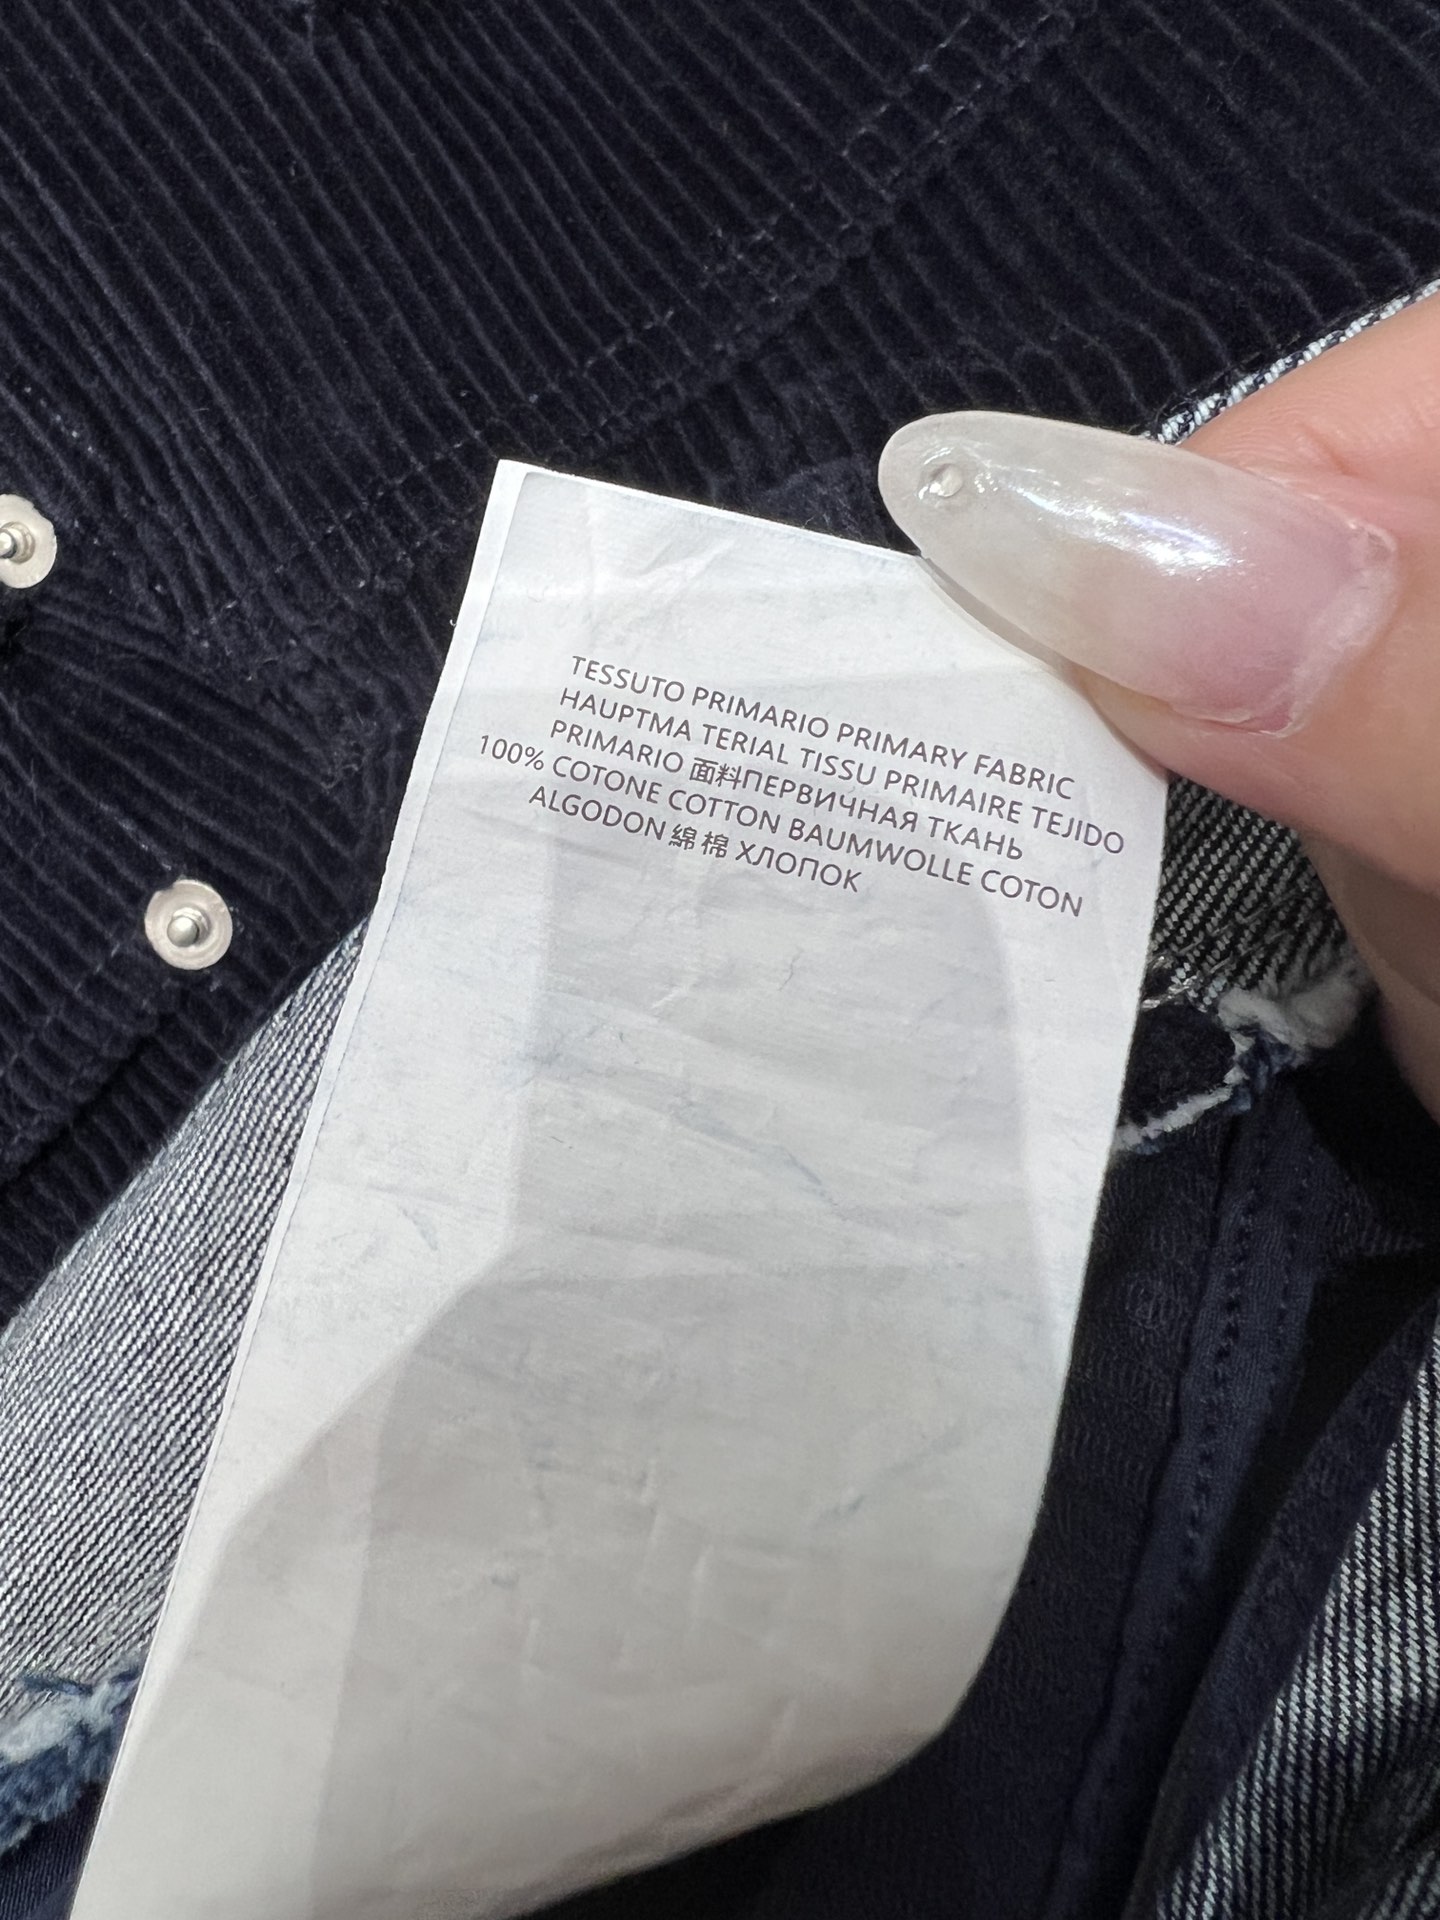 TESSUTO PRIMARIO PRIMARY FABRIC
HAUPTMA TERIAL TISSU PRIMAIRE TEJIDO
PRIMARIO 面料ПЕРВИЧНАЯ ТКАНЬ
100% COTONE COTTON BAUMWOLLE COTON
ALGODON 綿 棉 ХЛОПОК